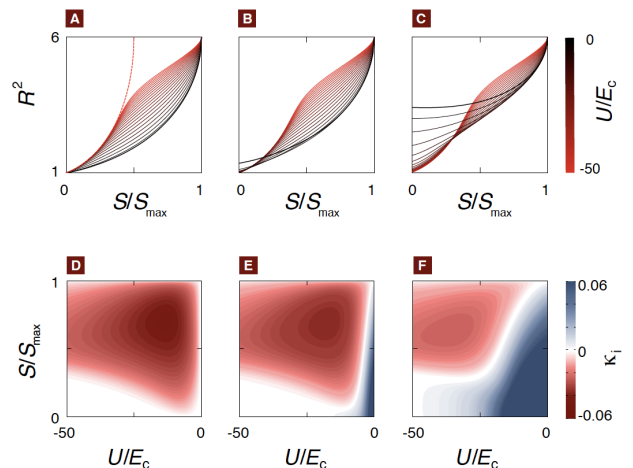 A B C
6
R²
1
0 1 0 1 0 1
S/Smax S/Smax S/Smax
0
U/Ec
-50
D E F
1
S/Smax
0
-50 0 -50 0 -50 0
U/Ec U/Ec U/Ec
0.06
0
κi
-0.06